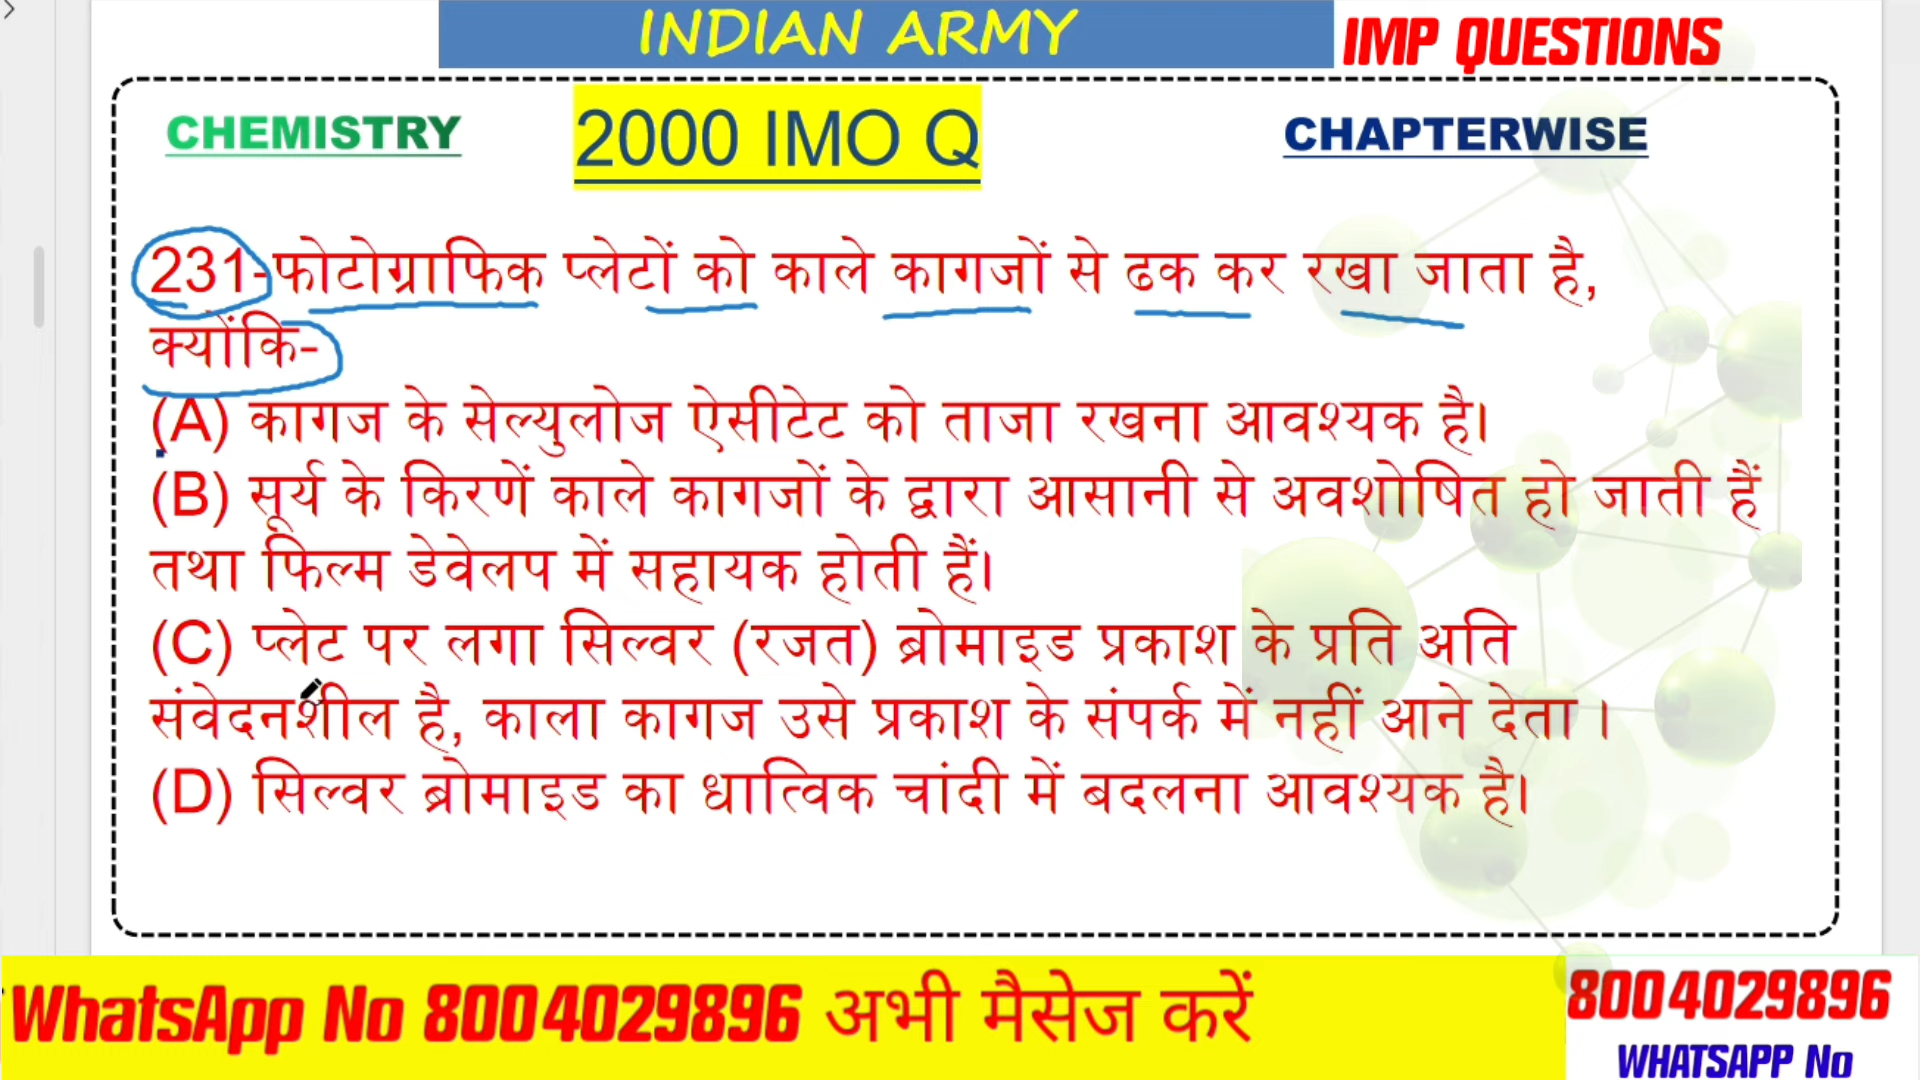 INDIAN ARMY
IMP QUESTIONS
CHEMISTRY
2000 IMO Q
CHAPTERWISE
231-फोटोग्राफिक प्लेटों को काले कागजों से ढक कर रखा जाता है,
क्योंकि-
(A) कागज के सेल्युलोज ऐसीटेट को ताजा रखना आवश्यक है।
(B) सूर्य के किरणें काले कागजों के द्वारा आसानी से अवशोषित हो जाती हैं
तथा फिल्म डेवेलप में सहायक होती हैं।
(C) प्लेट पर लगा सिल्वर (रजत) ब्रोमाइड प्रकाश के प्रति अति
संवेदनशील है, काला कागज उसे प्रकाश के संपर्क में नहीं आने देता ।
(D) सिल्वर ब्रोमाइड का धात्विक चांदी में बदलना आवश्यक है।
WhatsApp No 8004029896 अभी मैसेज करें
8004029896
WHATSAPP No